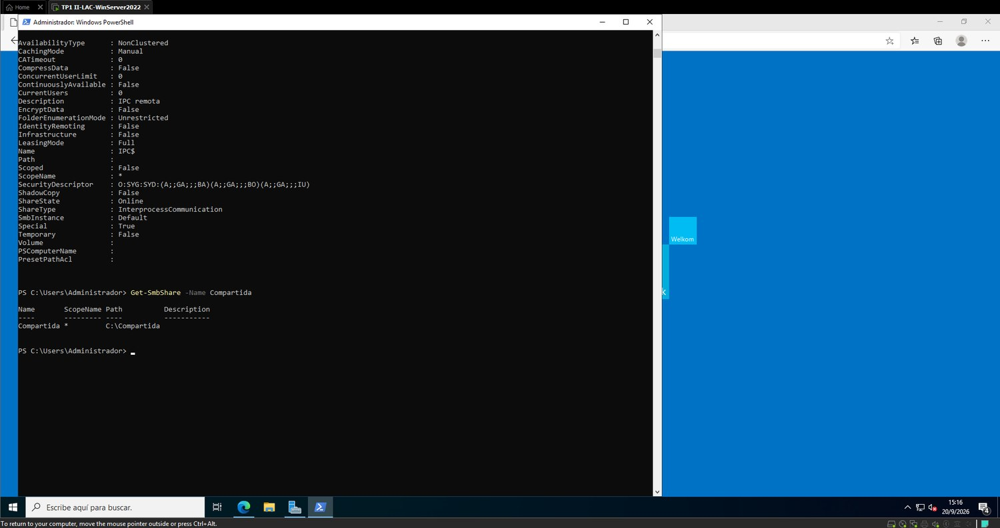 Home
TP1 II-LAC-WinServer2022
Administrador: Windows PowerShell
AvailabilityType : NonClustered
CachingMode : Manual
CATimeout : 0
CompressData : False
ConcurrentUserLimit : 0
ContinuouslyAvailable : False
CurrentUsers : 0
Description : IPC remota
EncryptData : False
FolderEnumerationMode : Unrestricted
IdentityRemoting : False
Infrastructure : False
LeasingMode : Full
Name : IPC$
Path :
Scoped : False
ScopeName : *
SecurityDescriptor : O:SYG:SYD:(A;;GA;;;BA)(A;;GA;;;BO)(A;;GA;;;IU)
ShadowCopy : False
ShareState : Online
ShareType : InterprocessCommunication
SmbInstance : Default
Special : True
Temporary : False
Volume :
PSComputerName :
PresetPathAcl :
PS C:\Users\Administrador> Get-SmbShare -Name Compartida
Name ScopeName Path Description
---- --------- ---- -----------
Compartida * C:\Compartida
PS C:\Users\Administrador>
Welkom
k
Escribe aquí para buscar.
15:16
20/9/2026
4
To return to your computer, move the mouse pointer outside or press Ctrl+Alt.